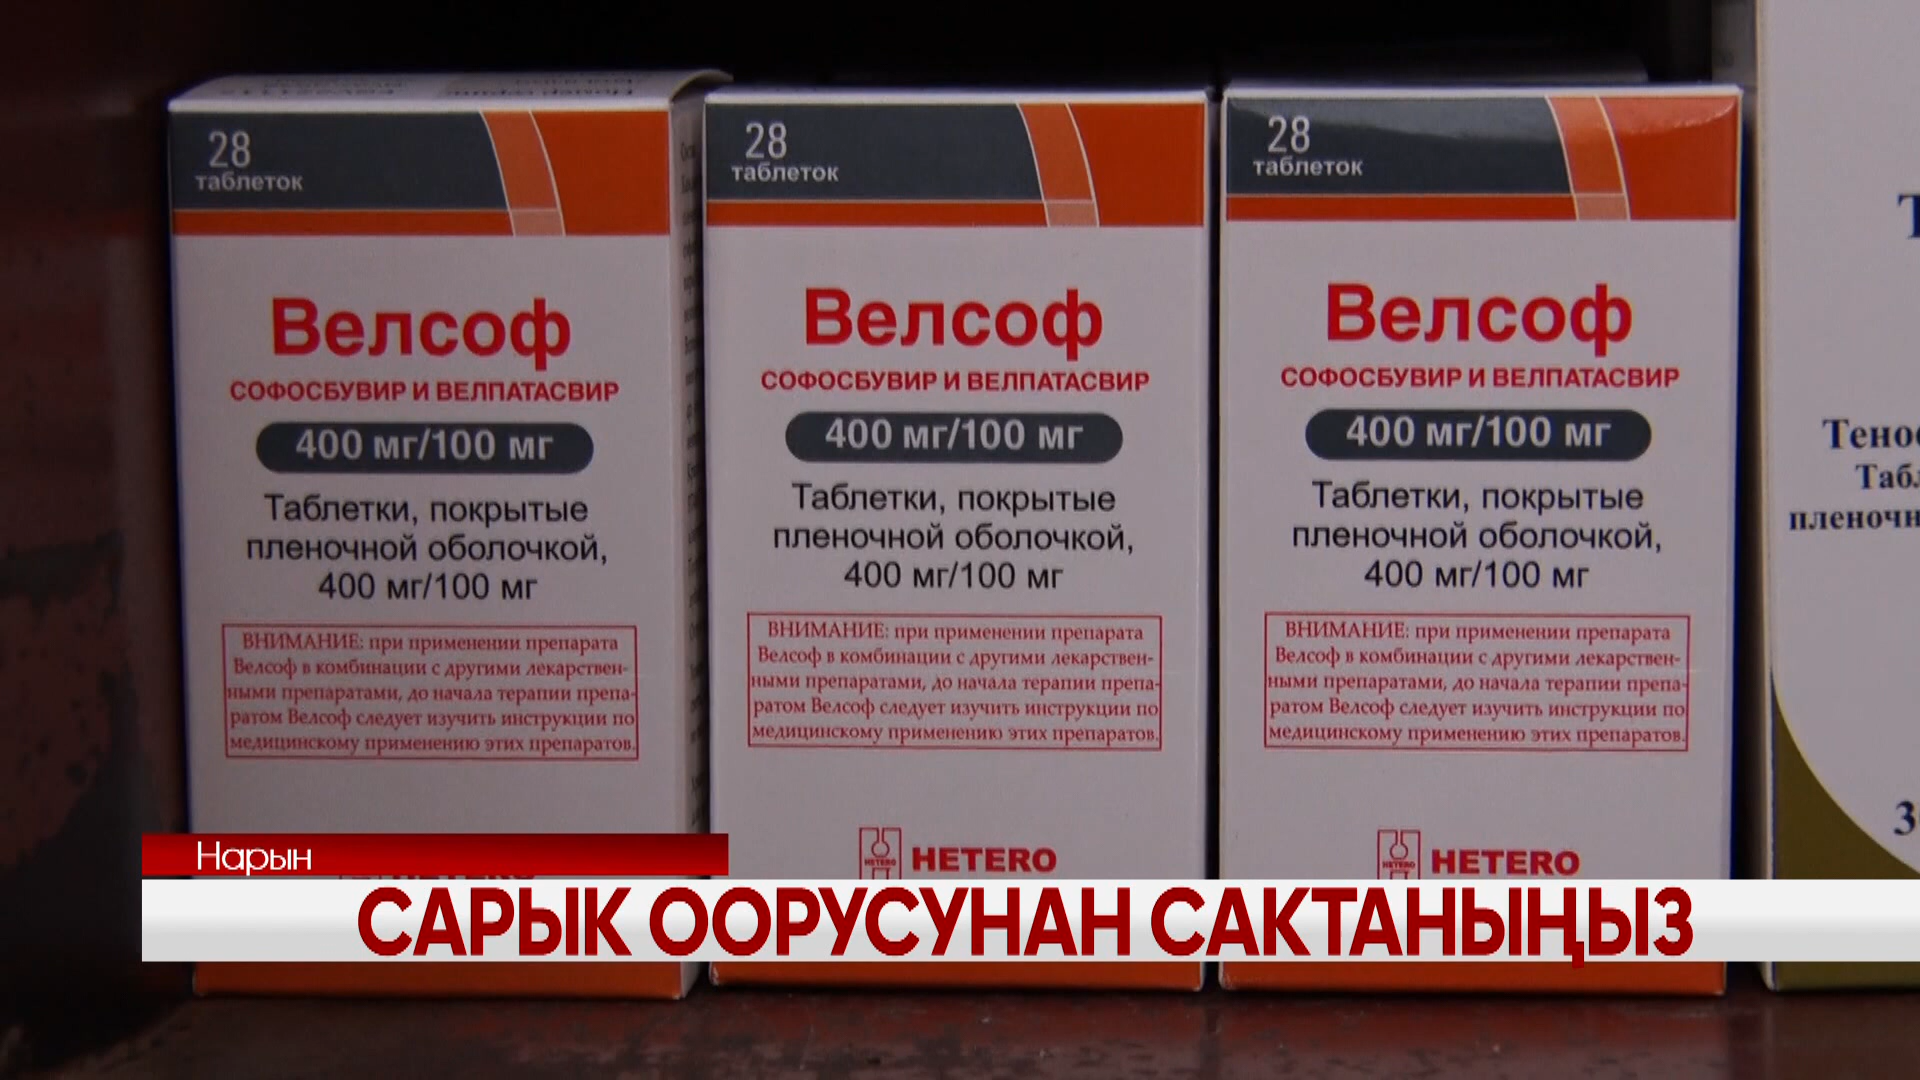 28
таблеток
Велсоф
СОФОСБУВИР И ВЕЛПАТАСВИР
400 мг/100 мг
Таблетки, покрытые
пленочной оболочкой,
400 мг/100 мг
ВНИМАНИЕ: при применении препарата
Велсоф в комбинации с другими лекарствен-
ными препаратами, до начала терапии препа-
ратом Велсоф следует изучить инструкции по
медицинскому применению этих препаратов.
28
таблеток
Велсоф
СОФОСБУВИР И ВЕЛПАТАСВИР
400 мг/100 мг
Таблетки, покрытые
пленочной оболочкой,
400 мг/100 мг
ВНИМАНИЕ: при применении препарата
Велсоф в комбинации с другими лекарствен-
ными препаратами, до начала терапии препа-
ратом Велсоф следует изучить инструкции по
медицинскому применению этих препаратов.
HETERO
HETERO
28
таблеток
Велсоф
СОФОСБУВИР И ВЕЛПАТАСВИР
400 мг/100 мг
Таблетки, покрытые
пленочной оболочкой,
400 мг/100 мг
ВНИМАНИЕ: при применении препарата
Велсоф в комбинации с другими лекарствен-
ными препаратами, до начала терапии препа-
ратом Велсоф следует изучить инструкции по
медицинскому применению этих препаратов.
HETERO
HETERO
Нарын
САРЫК ООРУСУНАН САКТАНЫҢЫЗ